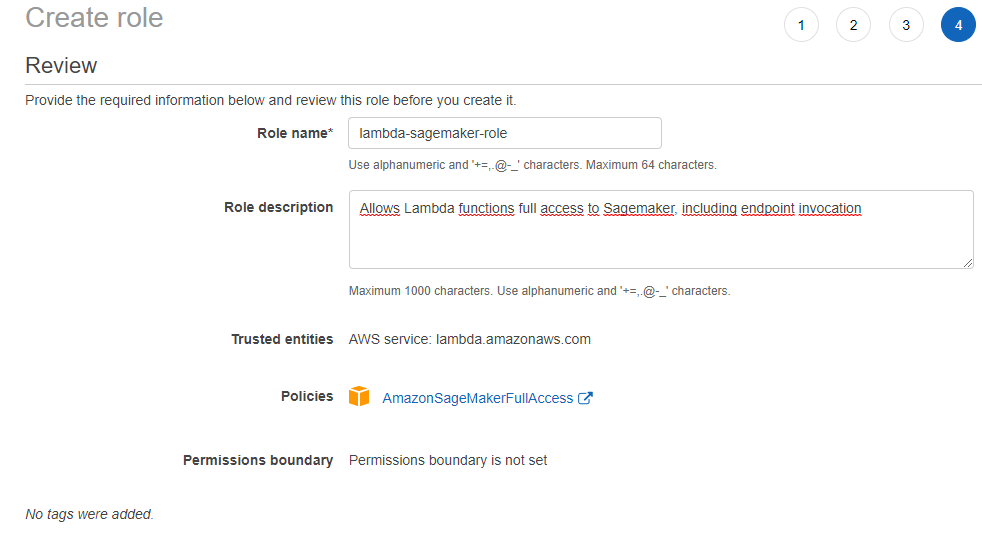 Create role
1 2 3 4
Review
Provide the required information below and review this role before you create it.
Role name* lambda-sagemaker-role
Use alphanumeric and '+=,.@-_' characters. Maximum 64 characters.
Role description Allows Lambda functions full access to Sagemaker, including endpoint invocation
Maximum 1000 characters. Use alphanumeric and '+=,.@-_' characters.
Trusted entities AWS service: lambda.amazonaws.com
Policies AmazonSageMakerFullAccess
Permissions boundary Permissions boundary is not set
No tags were added.